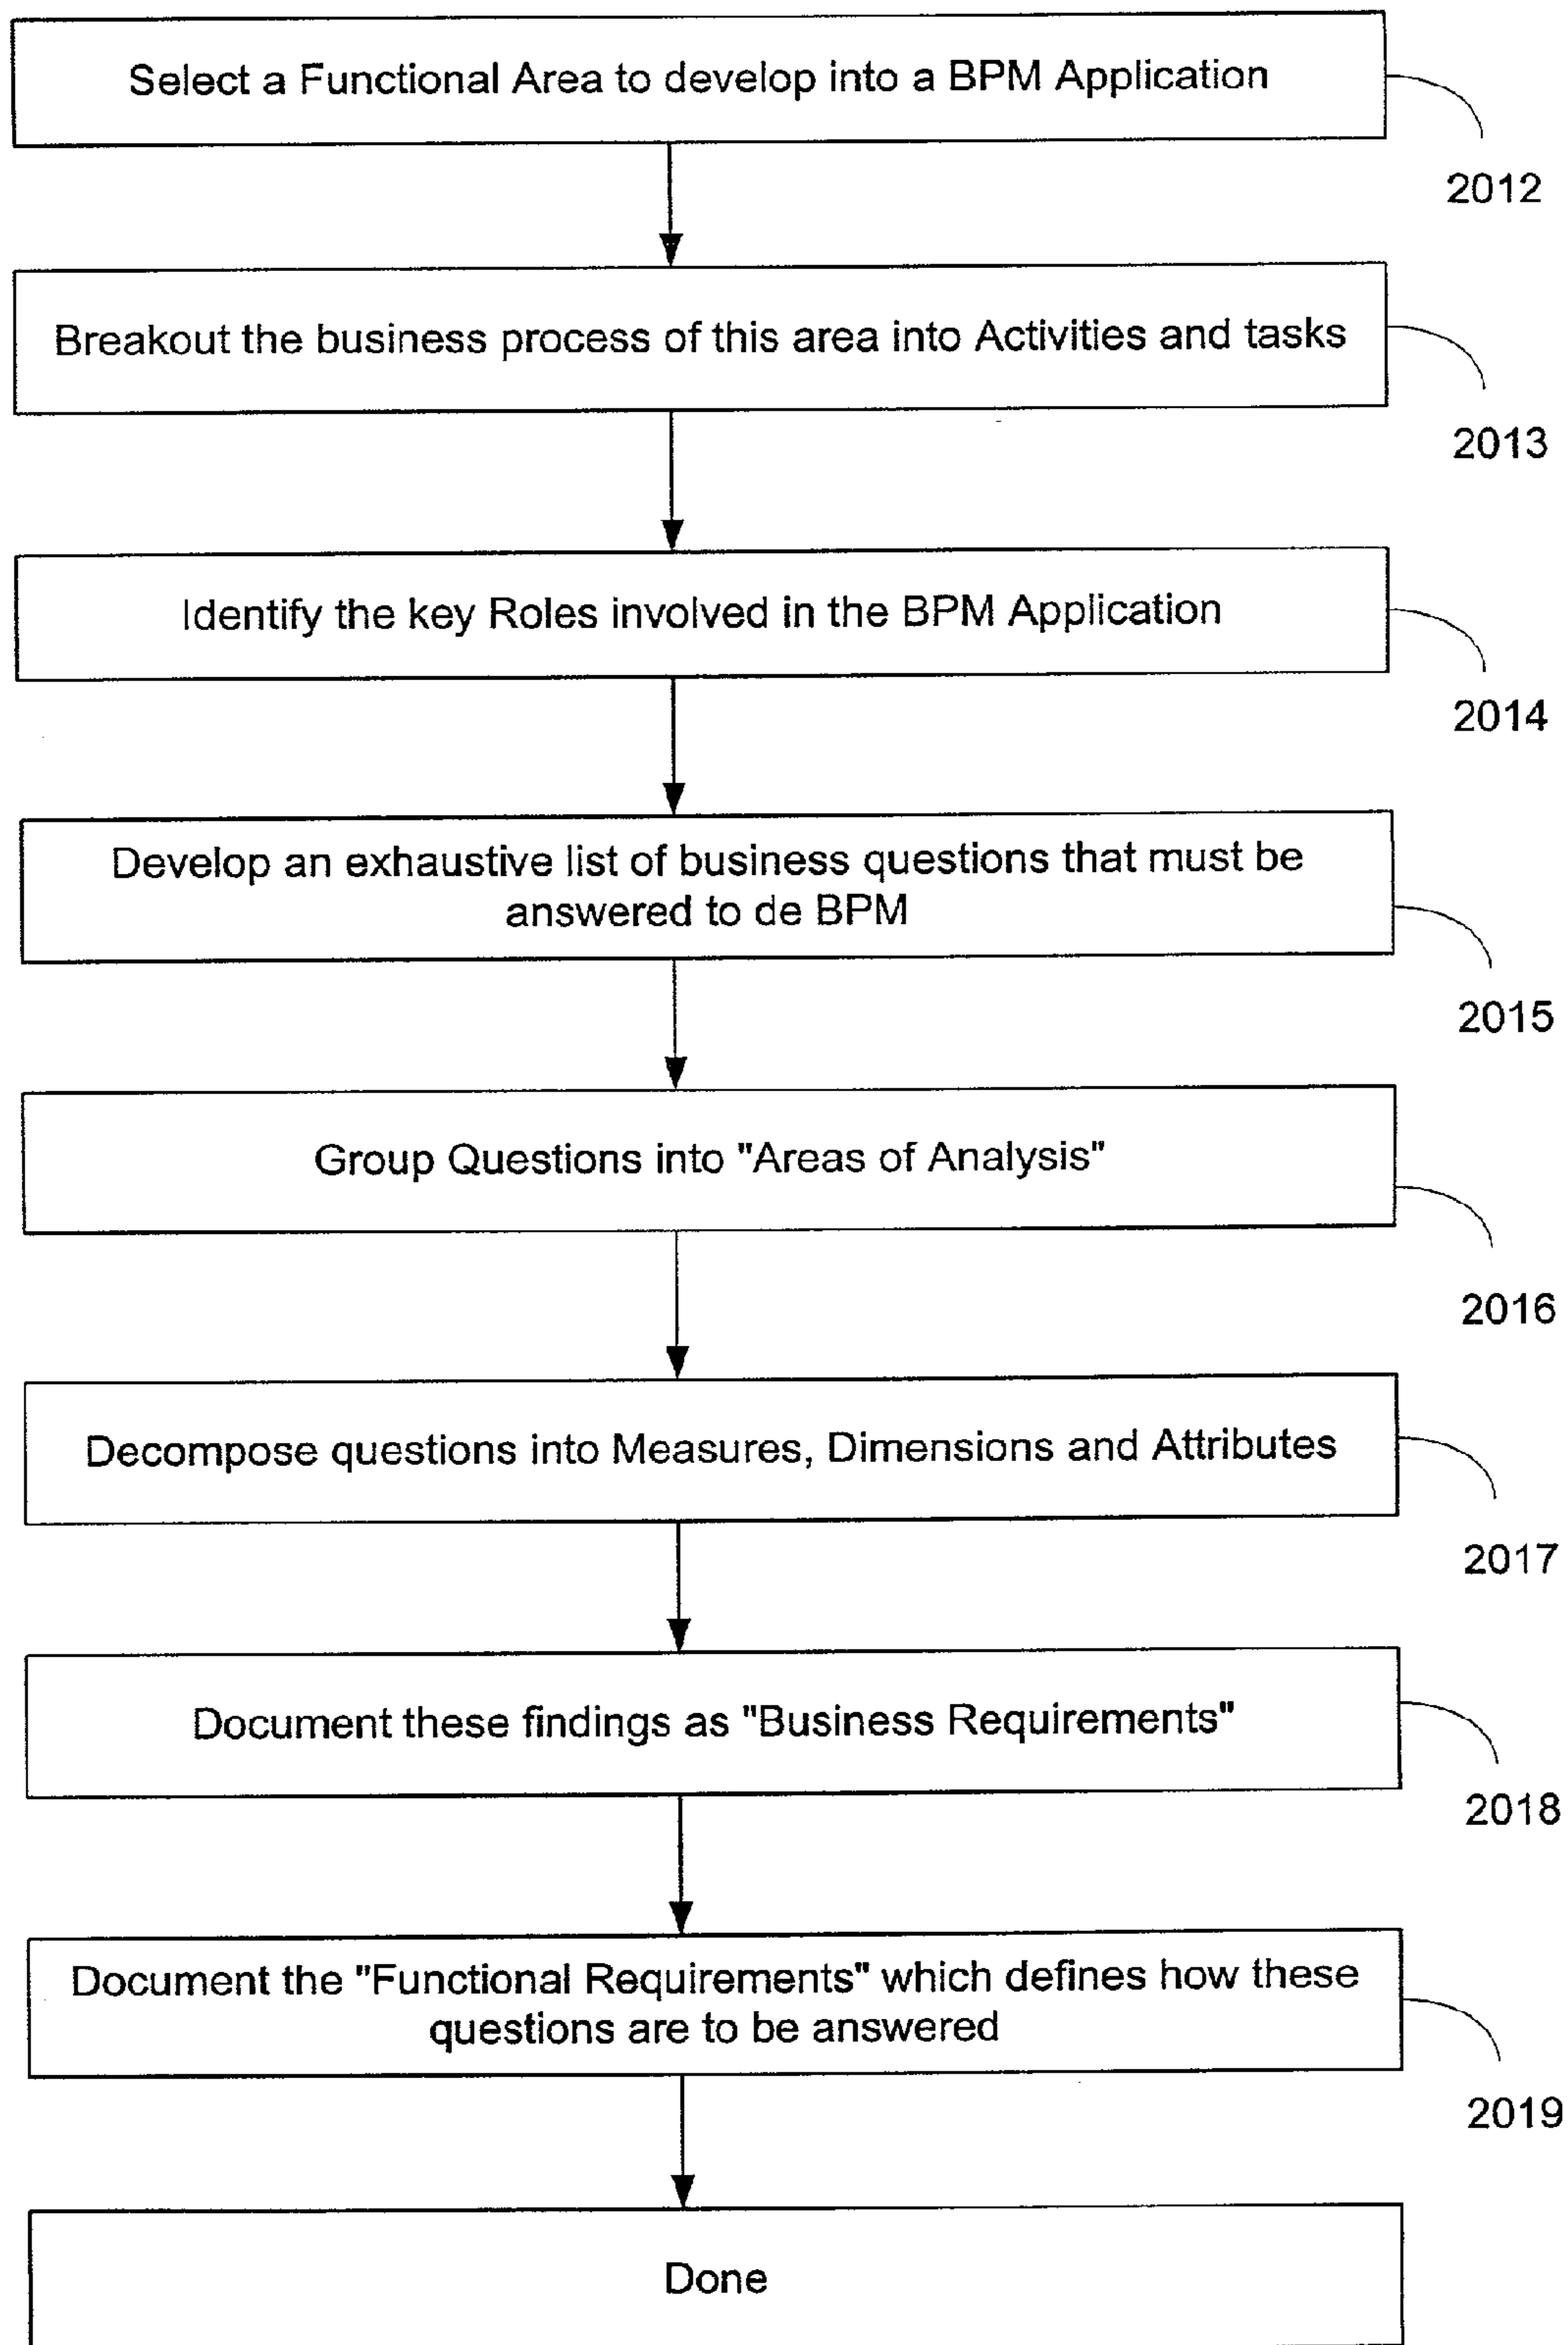 Select a Functional Area to develop into a BPM Application
2012
Breakout the business process of this area into Activities and tasks
2013
Identify the key Roles involved in the BPM Application
2014
Develop an exhaustive list of business questions that must be
answered to de BPM
2015
Group Questions into "Areas of Analysis"
2016
Decompose questions into Measures, Dimensions and Attributes
2017
Document these findings as "Business Requirements"
2018
Document the "Functional Requirements" which defines how these
questions are to be answered
2019
Done